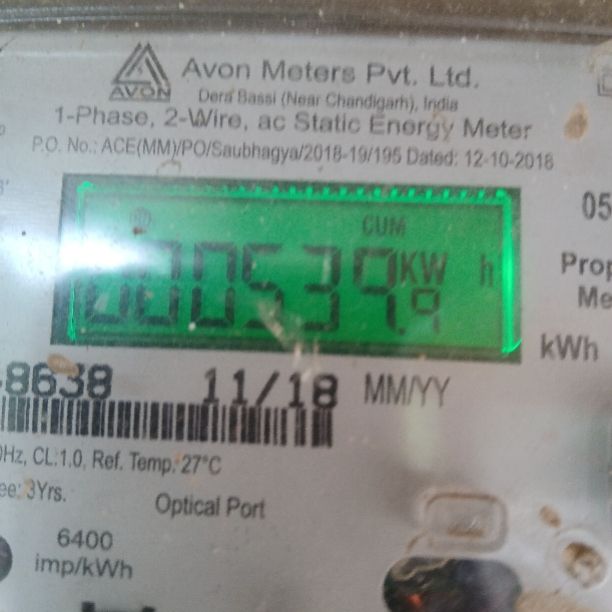 Avon Meters Pvt. Ltd.
AVON
Dera Bassi (Near Chandigarh), India
1-Phase, 2-Wire, ac Static Energy Meter
P.O. No.: ACE(MM)/PO/Saubhagya/2018-19/195 Dated: 12-10-2018
CUM
000539.9 KW h
05
kWh
8638 11/18 MM/YY
Hz, CL:1.0, Ref. Temp.:27°C
3Yrs.
Optical Port
6400
imp/kWh